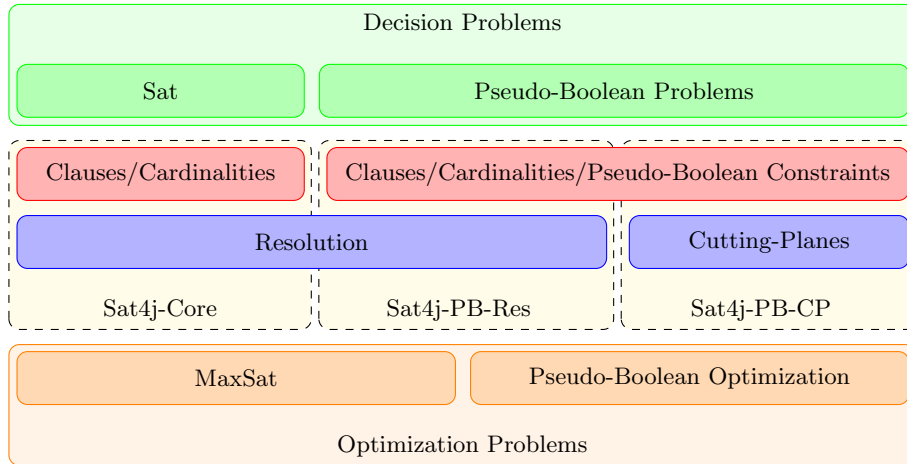 Decision Problems
Sat
Pseudo-Boolean Problems
Clauses/Cardinalities
Clauses/Cardinalities/Pseudo-Boolean Constraints
Resolution
Cutting-Planes
Sat4j-Core
Sat4j-PB-Res
Sat4j-PB-CP
MaxSat
Pseudo-Boolean Optimization
Optimization Problems